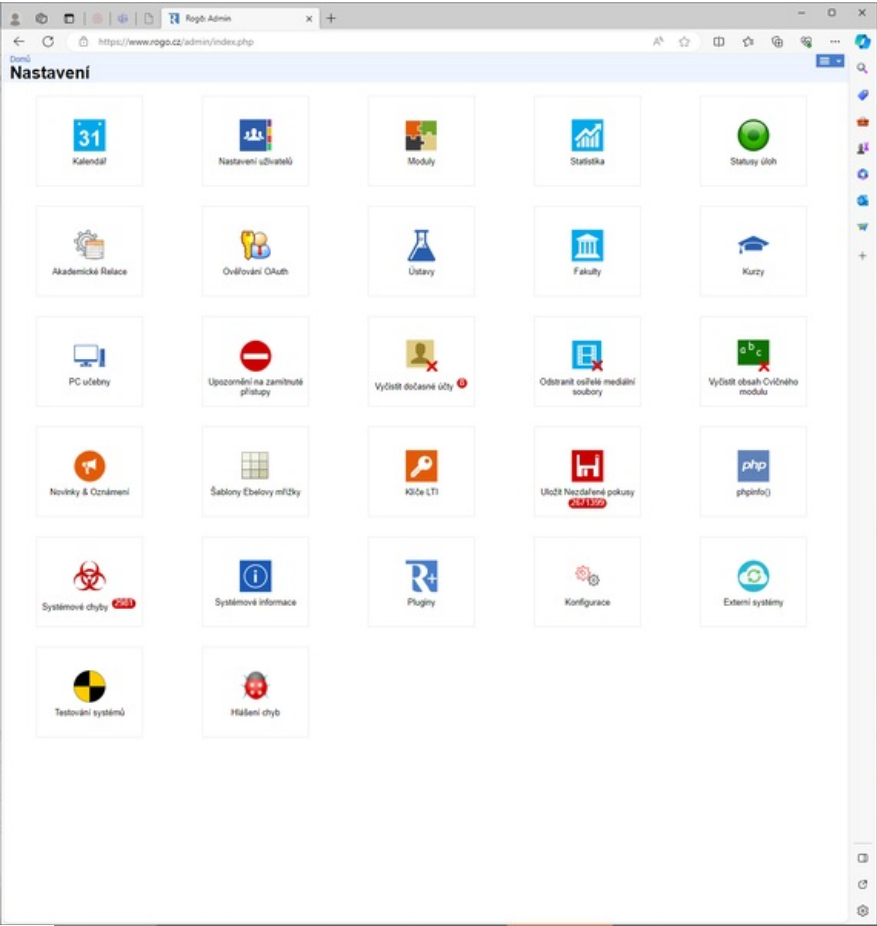 Rogō: Admin
https://www.rogo.cz/admin/index.php
Domů
Nastavení
31
Kalendář
Nastavení uživatelů
Moduly
Statistika
Statusy úloh
Akademické Relace
Ověřování OAuth
Ústavy
Fakulty
Kurzy
PC učebny
Upozornění na zamítnuté
přístupy
Vyčistit dočasné účty 8
Odstranit osiřelé mediální
soubory
a b c
Vyčistit obsah Cvičného
modulu
Novinky & Oznámení
Šablony Ebelovy mřížky
Klíče LTI
Uložit Nezdařené pokusy
2671399
php
phpinfo()
Systémové chyby 2981
i
Systémové informace
R+
Pluginy
Konfigurace
Externí systémy
Testování systémů
Hlášení chyb